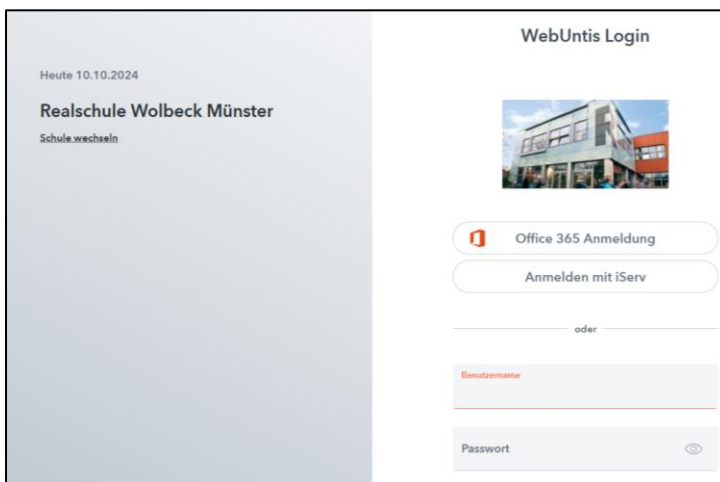 Heute 10.10.2024
Realschule Wolbeck Münster
Schule wechseln
WebUntis Login
Office 365 Anmeldung
Anmelden mit iServ
oder
Benutzername
Passwort